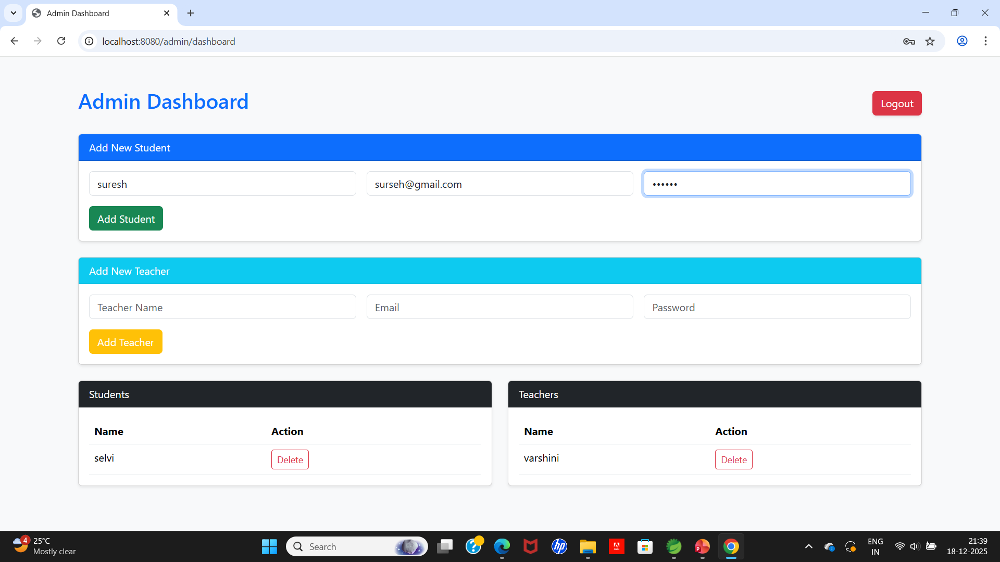 Admin Dashboard
localhost:8080/admin/dashboard
Admin Dashboard
Logout
Add New Student
suresh
surseh@gmail.com
••••••
Add Student
Add New Teacher
Teacher Name
Email
Password
Add Teacher
Students
Teachers
Name Action
Name Action
selvi Delete
varshini Delete
4
25°C
Mostly clear
Search
hp
P
ENG
IN
21:39
18-12-2025